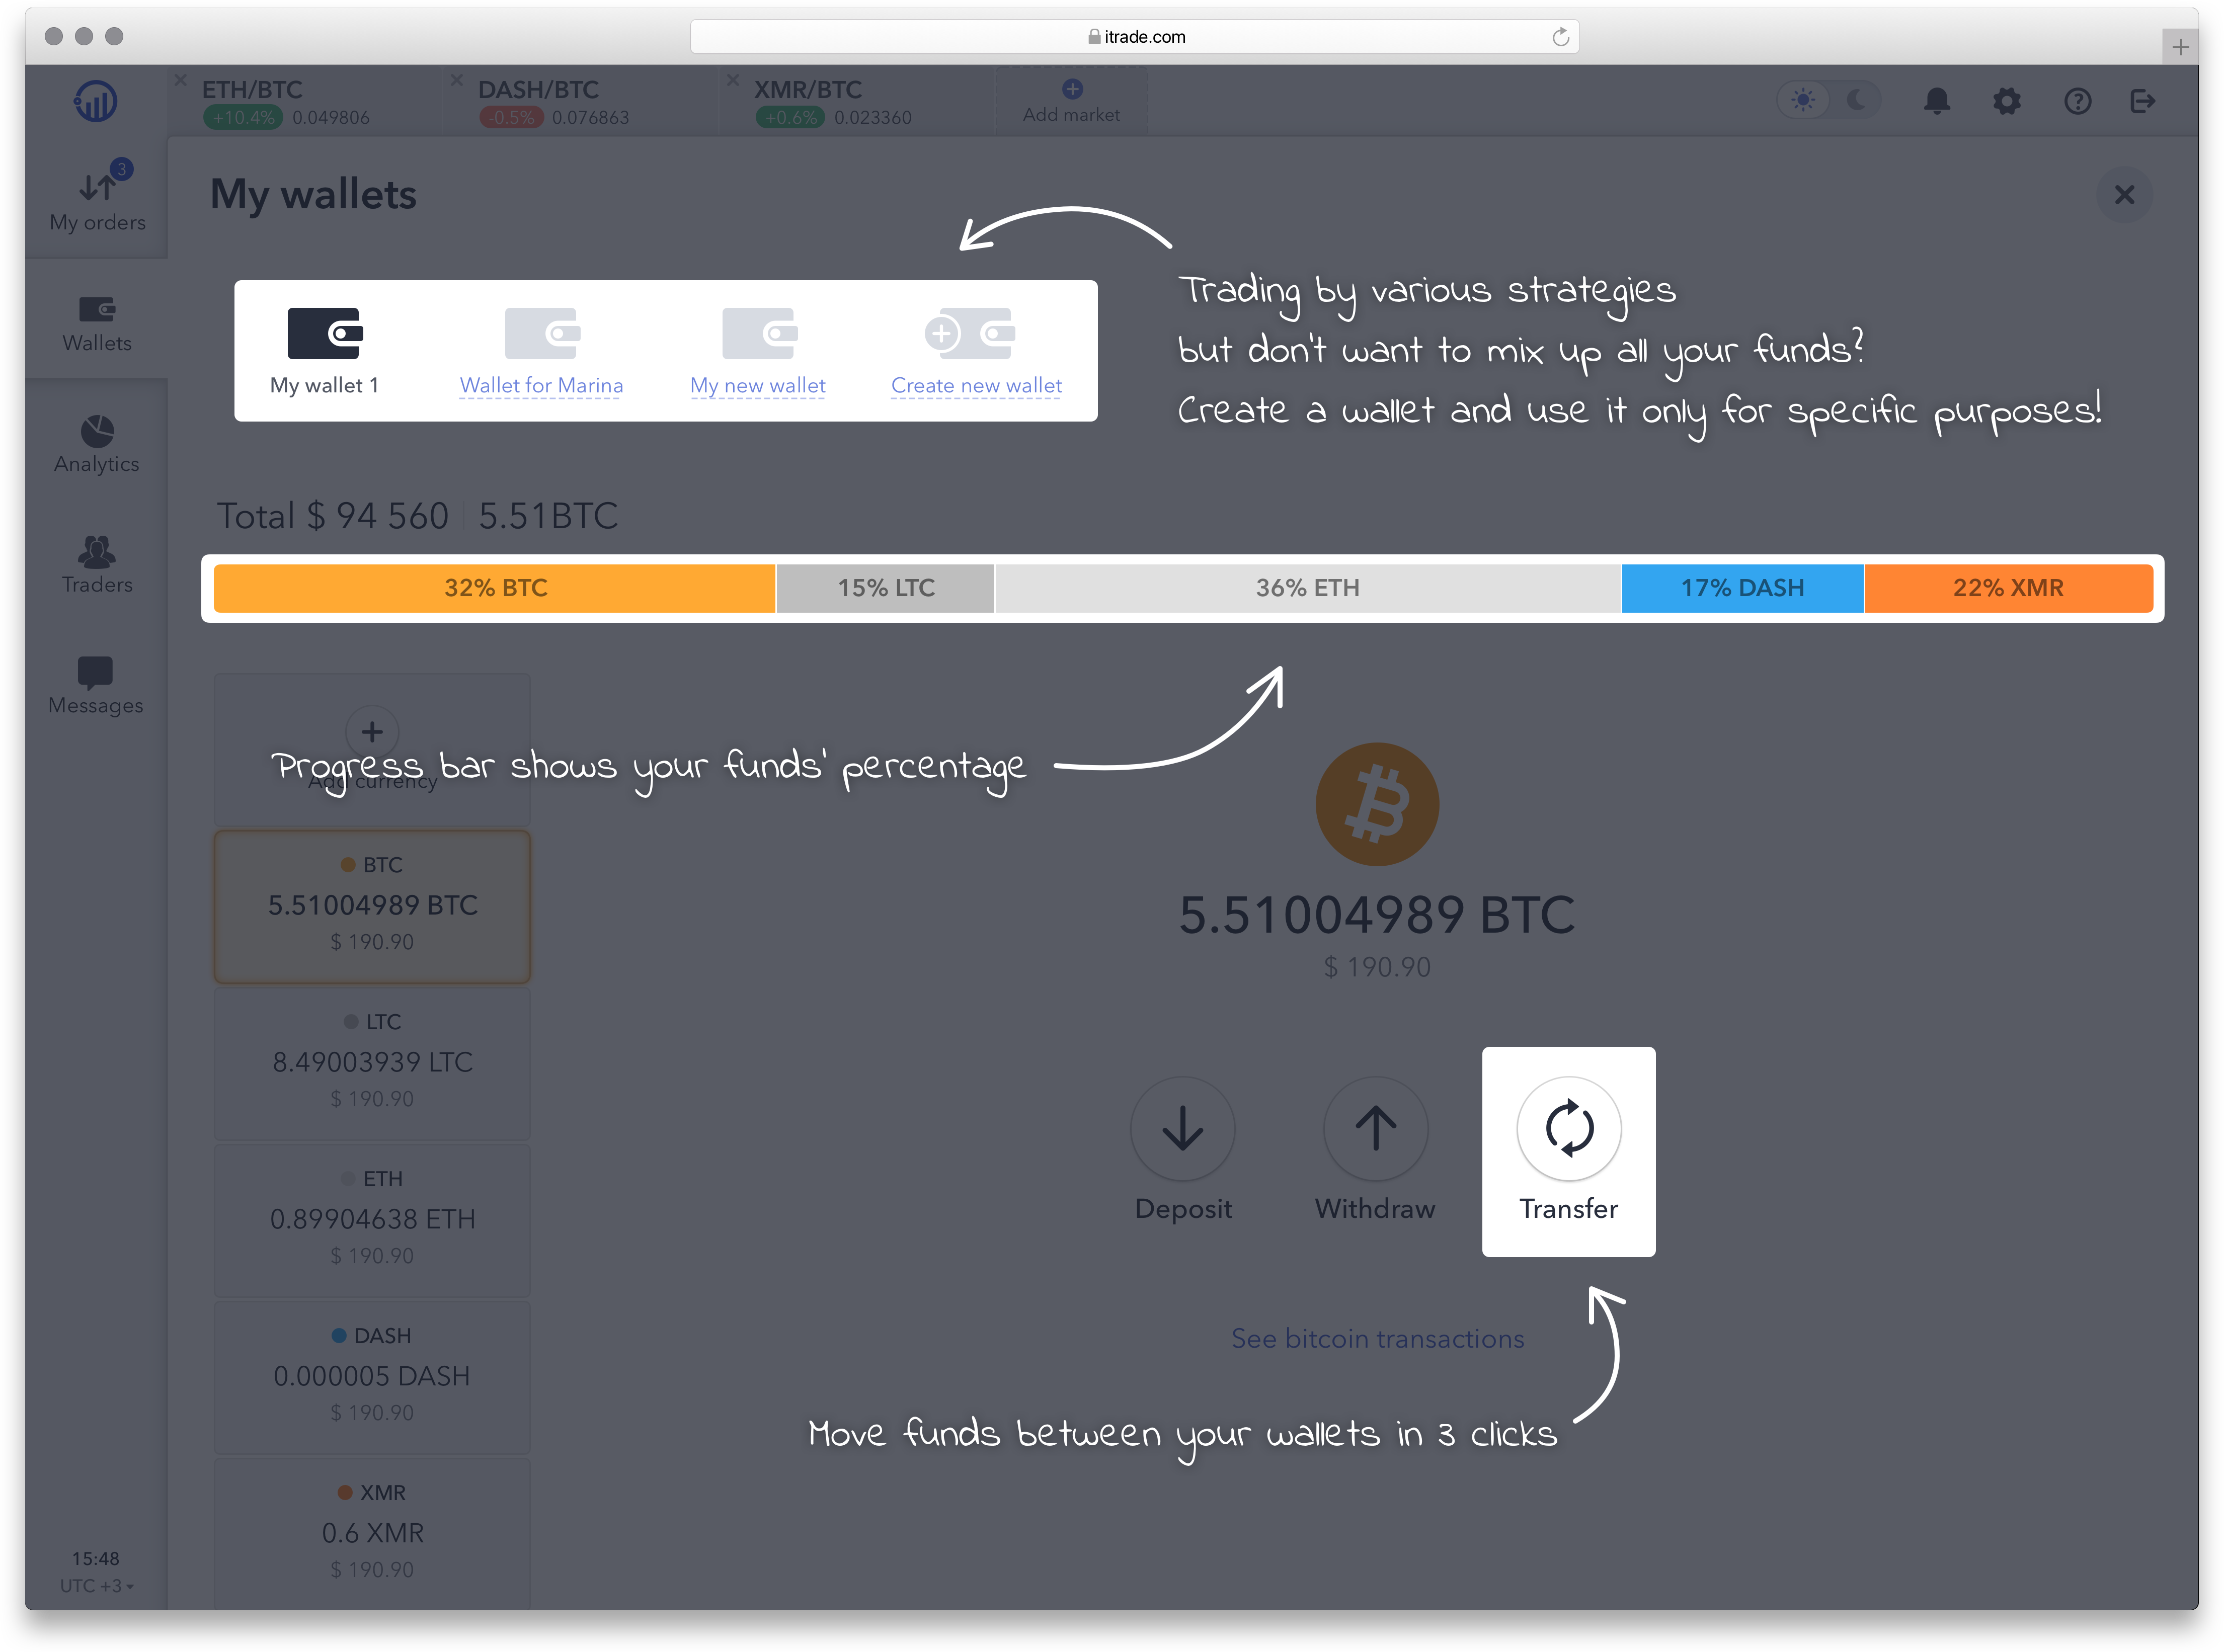 itrade.com
ETH/BTC
+10.4% 0.049806
DASH/BTC
-0.5% 0.076863
XMR/BTC
+0.6% 0.023360
Add market
3
My orders
Wallets
Analytics
Traders
Messages
15:48
UTC +3
My wallets
My wallet 1
Wallet for Marina
My new wallet
Create new wallet
Trading by various strategies
but don't want to mix up all your funds?
Create a wallet and use it only for specific purposes!
Total $ 94 560 5.51BTC
32% BTC
15% LTC
36% ETH
17% DASH
22% XMR
Progress bar shows your funds' percentage
Add currency
BTC
5.51004989 BTC
$ 190.90
LTC
8.49003939 LTC
$ 190.90
ETH
0.89904638 ETH
$ 190.90
DASH
0.000005 DASH
$ 190.90
XMR
0.6 XMR
$ 190.90
5.51004989 BTC
$ 190.90
Deposit
Withdraw
Transfer
See bitcoin transactions
Move funds between your wallets in 3 clicks